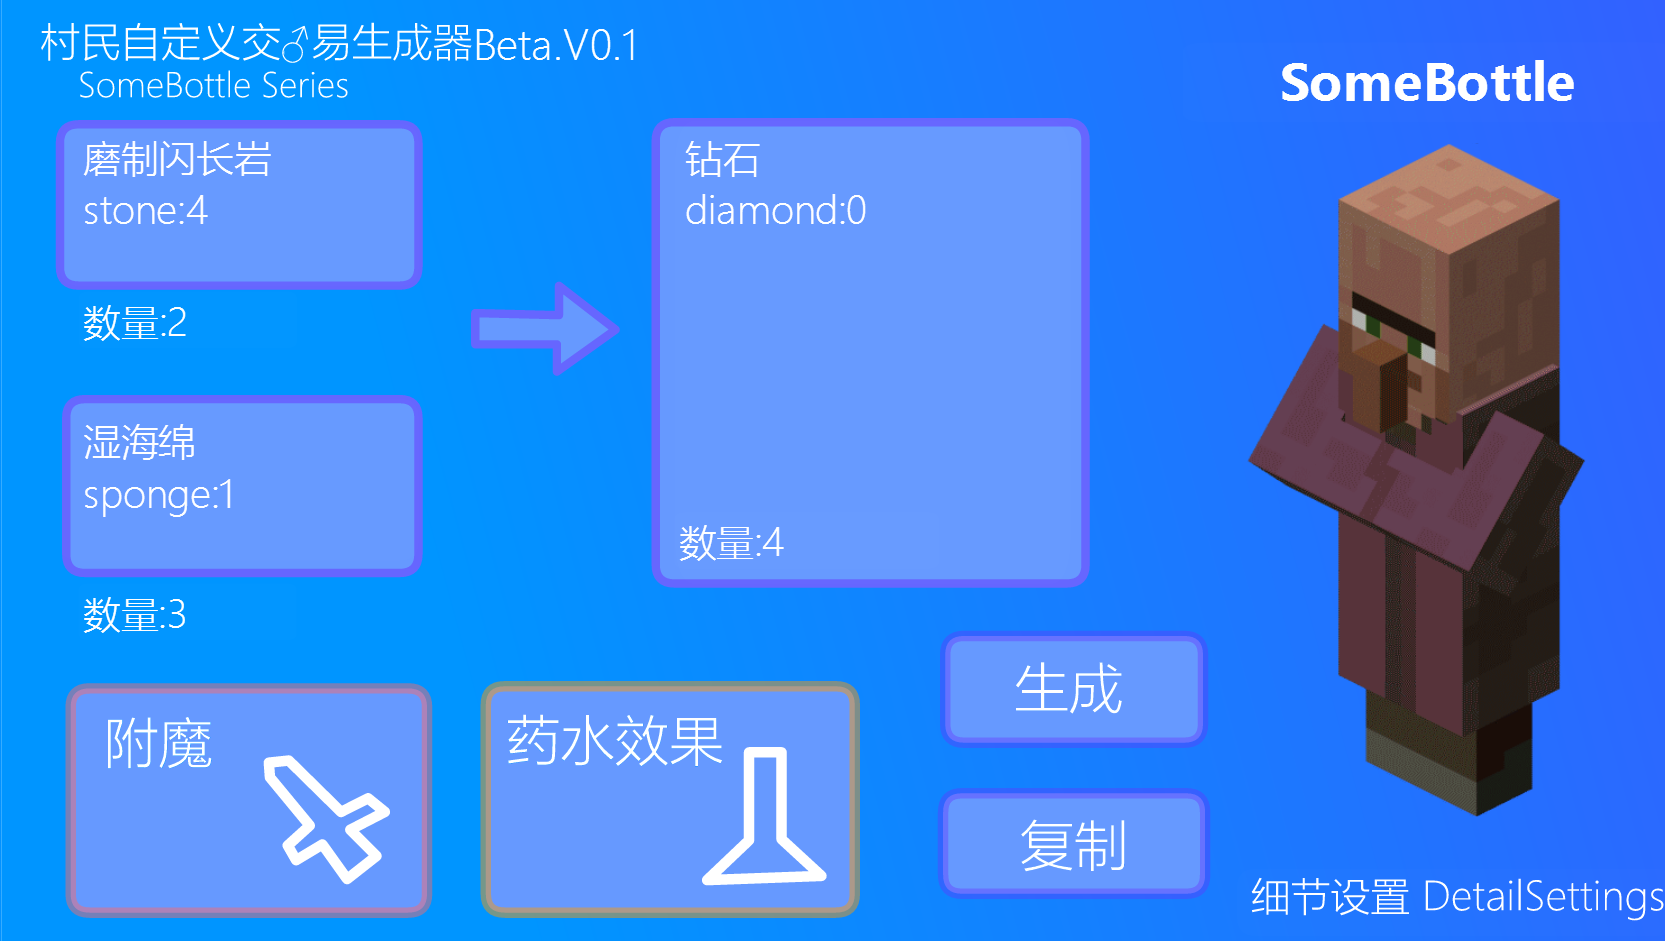 村民自定义交♂易生成器Beta.V0.1
SomeBottle Series
SomeBottle
磨制闪长岩
stone:4
数量:2
湿海绵
sponge:1
数量:3
钻石
diamond:0
数量:4
附魔
药水效果
生成
复制
细节设置 DetailSettings